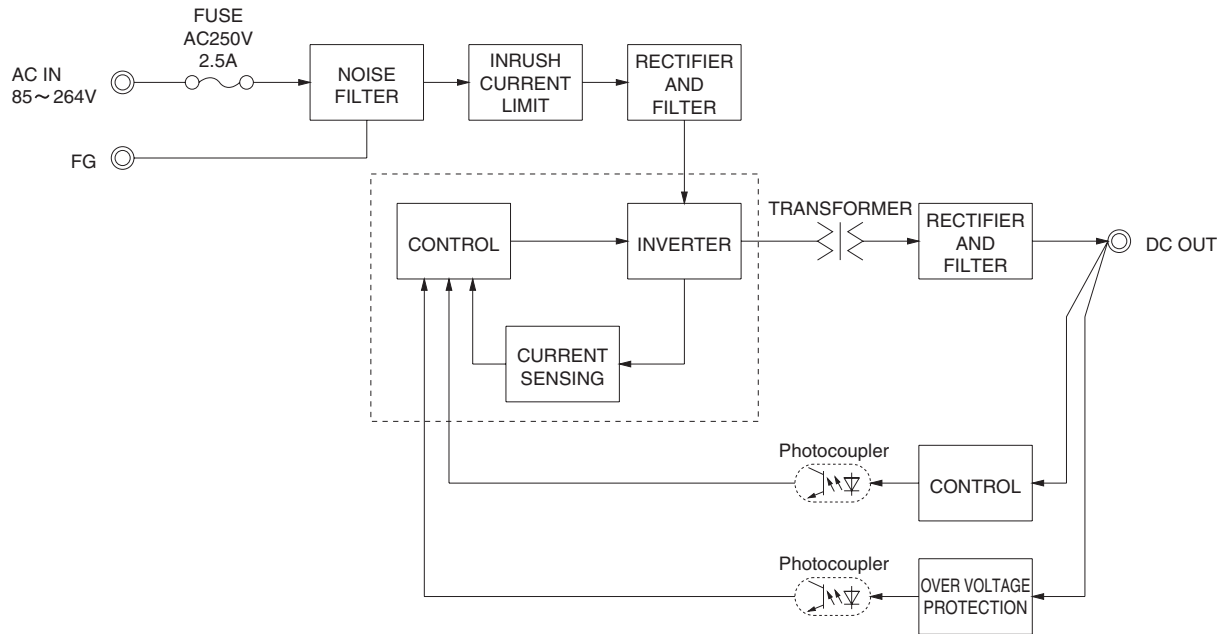 FUSE
AC250V
2.5A
AC IN
85～264V
NOISE
FILTER
INRUSH
CURRENT
LIMIT
RECTIFIER
AND
FILTER
FG
CONTROL
INVERTER
TRANSFORMER
RECTIFIER
AND
FILTER
DC OUT
CURRENT
SENSING
Photocoupler
CONTROL
Photocoupler
OVER VOLTAGE
PROTECTION